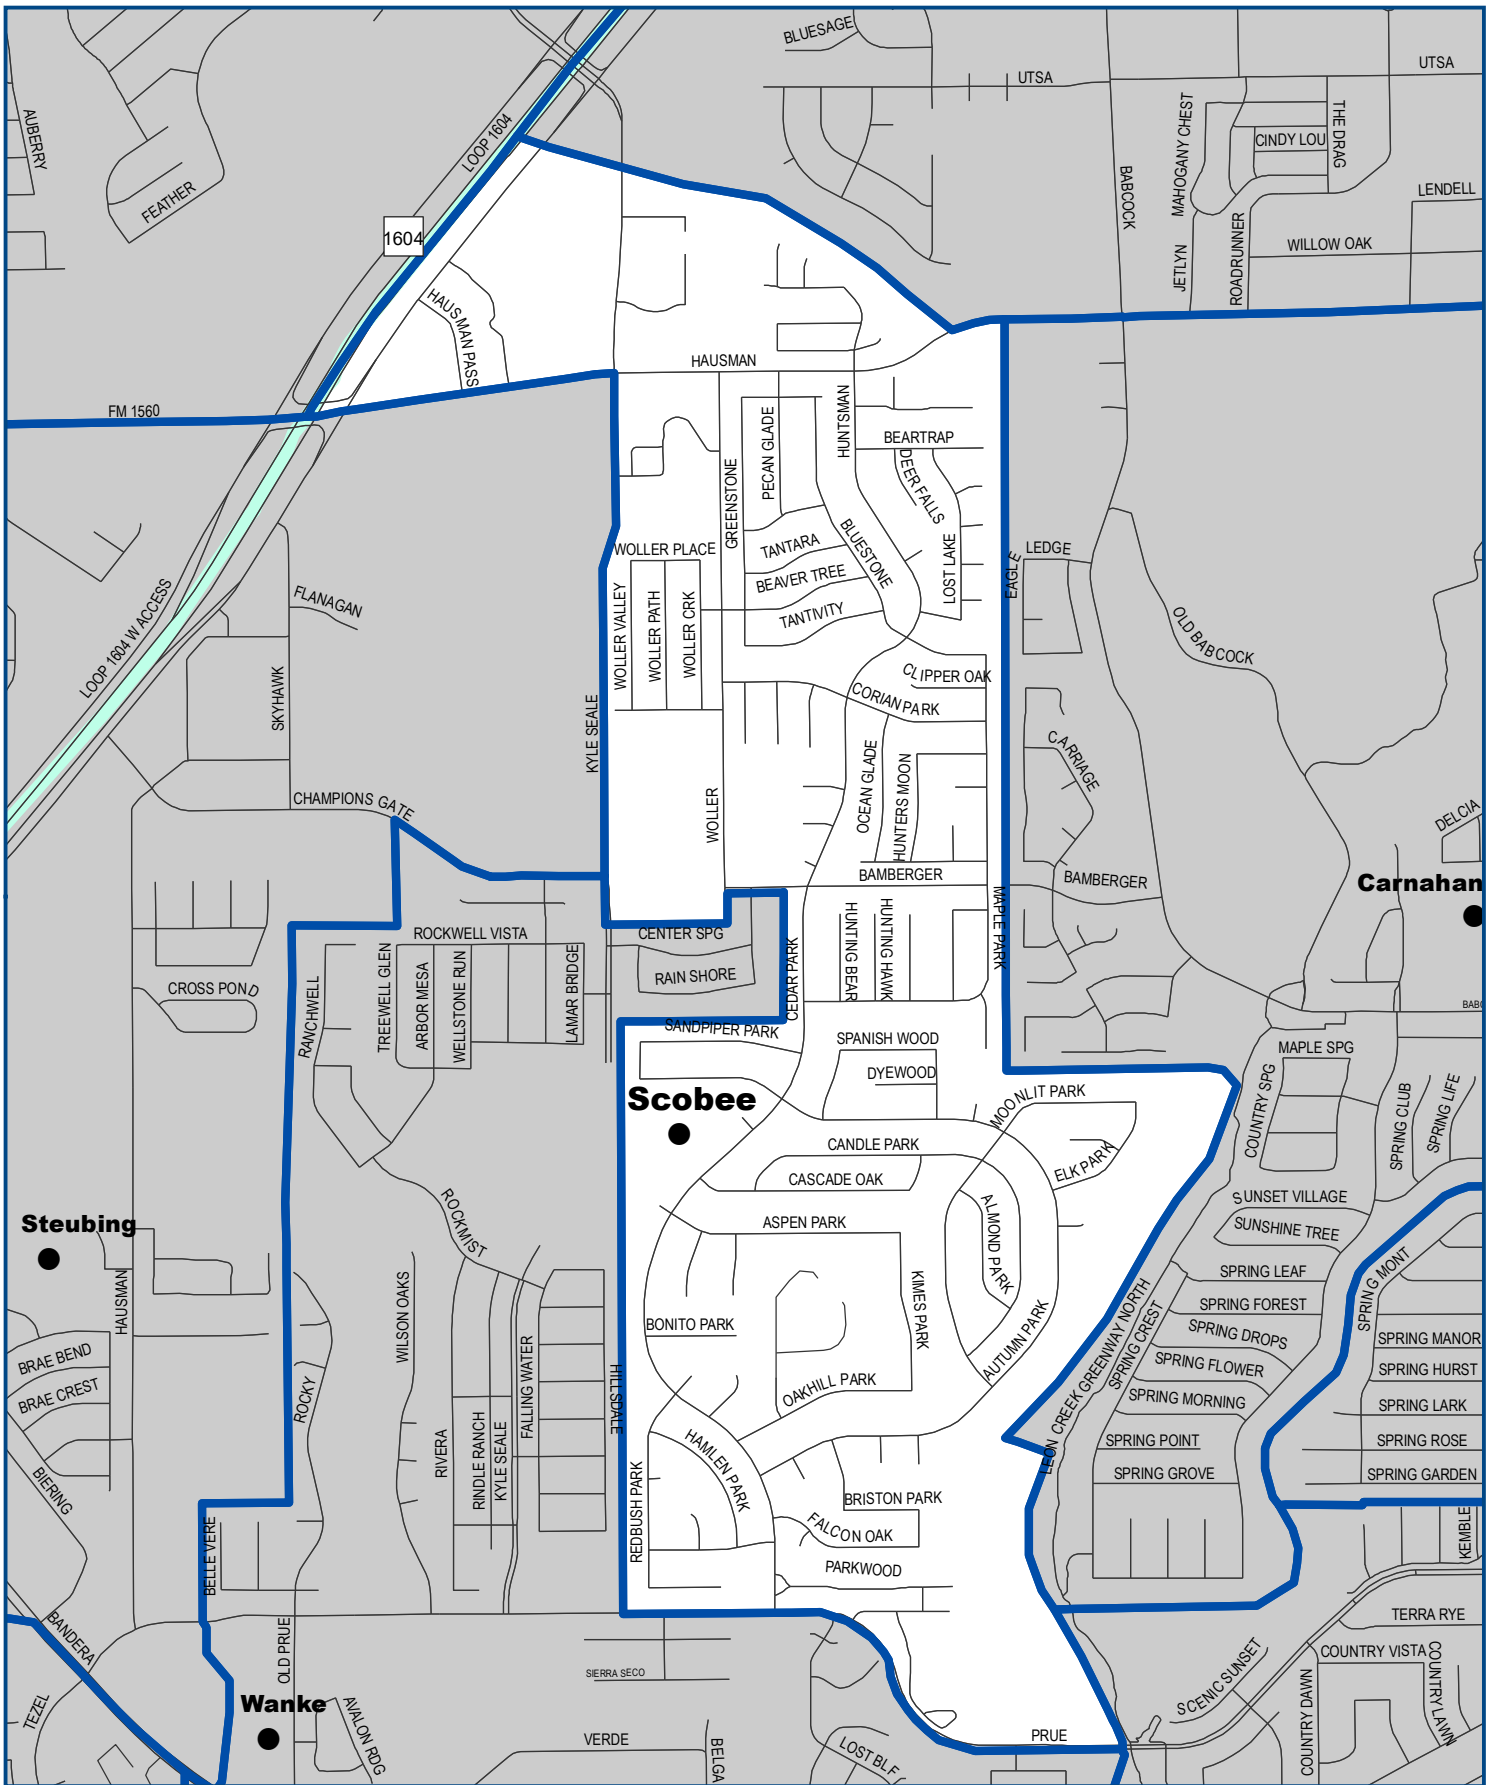 BLUESAGE
UTSA
UTSA
AUBERRY
LOOP 1604
MAHOGANY CHEST
THE DRAG
CINDY LOU
BABCOCK
FEATHER
LENDELL
1604
JETLYN
ROADRUNNER
WILLOW OAK
HAUSMAN PASS
HAUSMAN
FM 1560
PECAN GLADE
HUNTSMAN
BEARTRAP
DEER FALLS
GREENSTONE
WOLLER PLACE
TANTARA
BLUESTONE
LOST LAKE
EAGLE
LEDGE
BEAVER TREE
FLANAGAN
WOLLER VALLEY
WOLLER PATH
WOLLER CRK
TANTIVITY
OLD BABCOCK
LOOP 1604 W ACCESS
SKYHAWK
CLIPPER OAK
CORIAN PARK
KYLE SEALE
CARRIAGE
OCEAN GLADE
HUNTERS MOON
CHAMPIONS GATE
WOLLER
DELCIA
BAMBERGER
BAMBERGER
Carnahan
ROCKWELL VISTA
CENTER SPG
HUNTING BEAR
HUNTING HAWK
MAPLE PARK
CEDAR PARK
RAIN SHORE
CROSS POND
RANCHWELL
TREEWELL GLEN
ARBOR MESA
WELLSTONE RUN
LAMAR BRIDGE
SANDPIPER PARK
SPANISH WOOD
MAPLE SPG
DYEWOOD
Scobee
MOONLIT PARK
COUNTRY SPG
SPRING CLUB
SPRING LIFE
CANDLE PARK
ELK PARK
CASCADE OAK
Steubing
ROCKMIST
ASPEN PARK
ALMOND PARK
SUNSET VILLAGE
SUNSHINE TREE
HAUSMAN
WILSON OAKS
KIMES PARK
SPRING LEAF
SPRING MONT
SPRING FOREST
BONITO PARK
AUTUMN PARK
LEON CREEK GREENWAY NORTH
SPRING CREST
SPRING DROPS
SPRING MANOR
BRAE BEND
SPRING FLOWER
SPRING HURST
BRAE CREST
ROCKY
FALLING WATER
HILLSDALE
OAKHILL PARK
SPRING MORNING
SPRING LARK
RIVERA
RINDLE RANCH
KYLE SEALE
HAMLEN PARK
SPRING POINT
SPRING ROSE
SPRING GROVE
SPRING GARDEN
BIERING
REDBUSH PARK
BRISTON PARK
FALCON OAK
KEMBLE
BELLE VERE
PARKWOOD
BANDERA
OLD PRUE
TERRA RYE
SIERRA SECO
COUNTRY VISTA
SCENIC SUNSET
COUNTRY DAWN
COUNTRY LAWN
TEZEL
Wanke
AVALON RDG
VERDE
BELGA
LOST BLF
PRUE